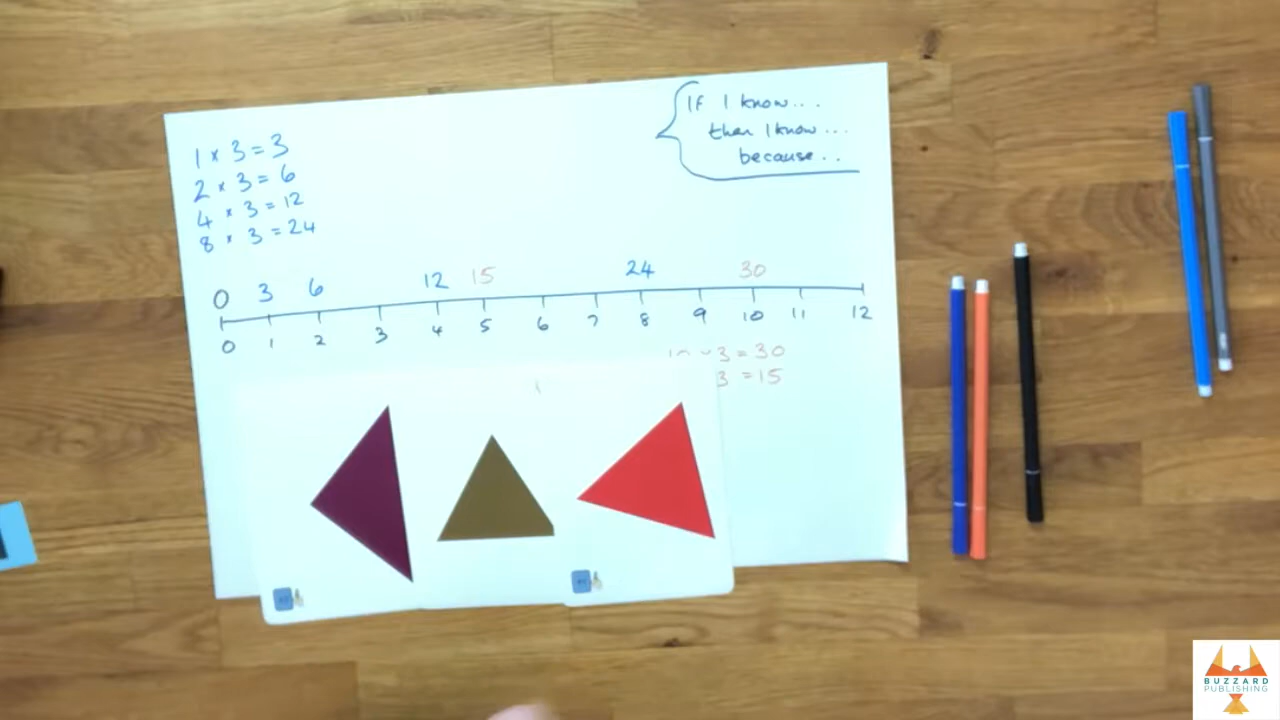 1 × 3 = 3
2 × 3 = 6
4 × 3 = 12
8 × 3 = 24
If I know...
then I know...
because..
0 3 6 12 15 24 30
0 1 2 3 4 5 6 7 8 9 10 11 12
3 = 30
3 = 15
BUZZARD
PUBLISHING